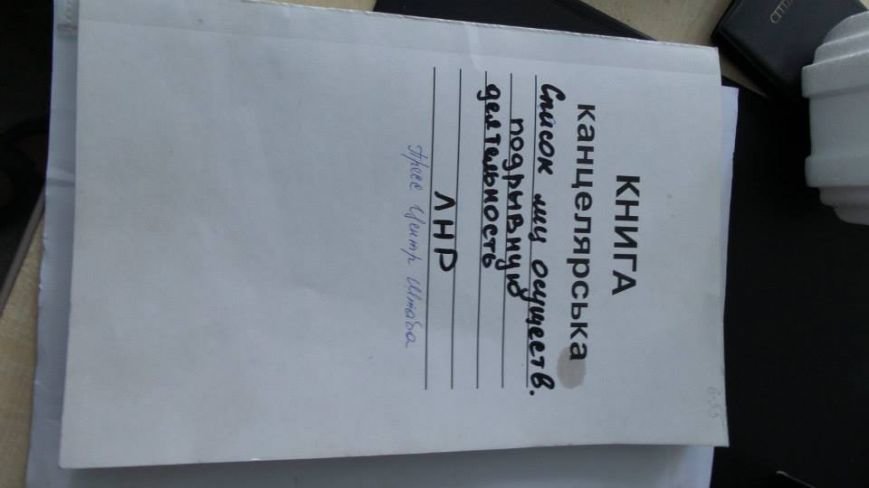 КНИГА
канцелярська
Список лиц осуществ.
подрывную
деятельность
ЛНР
Пресс Центр Штаба